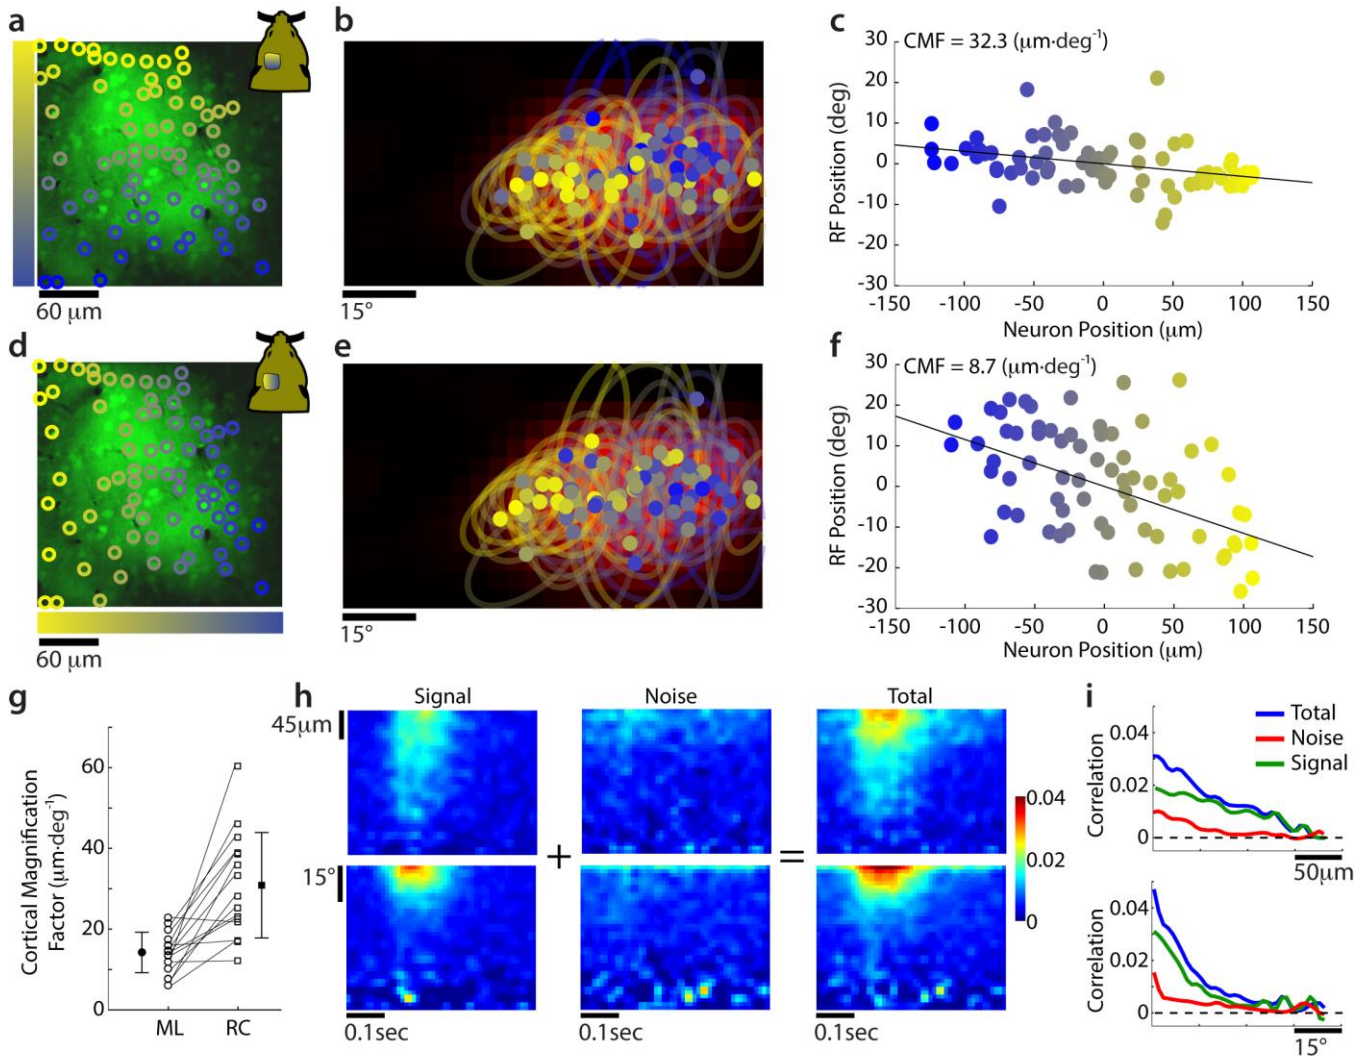 a
b
c
60 μm
15°
CMF = 32.3 (μm·deg⁻¹)
RF Position (deg)
30
20
10
0
-10
-20
-30
-150
-100
-50
0
50
100
150
Neuron Position (μm)
d
e
f
60 μm
15°
CMF = 8.7 (μm·deg⁻¹)
RF Position (deg)
30
20
10
0
-10
-20
-30
-150
-100
-50
0
50
100
150
Neuron Position (μm)
g
Cortical Magnification
Factor (μm·deg⁻¹)
60
40
20
0
ML
RC
h
Signal
Noise
Total
45μm
+
=
15°
0.04
0.02
0
0.1sec
0.1sec
0.1sec
i
Total
Noise
Signal
Correlation
0.04
0.02
0
50μm
Correlation
0.04
0.02
0
15°